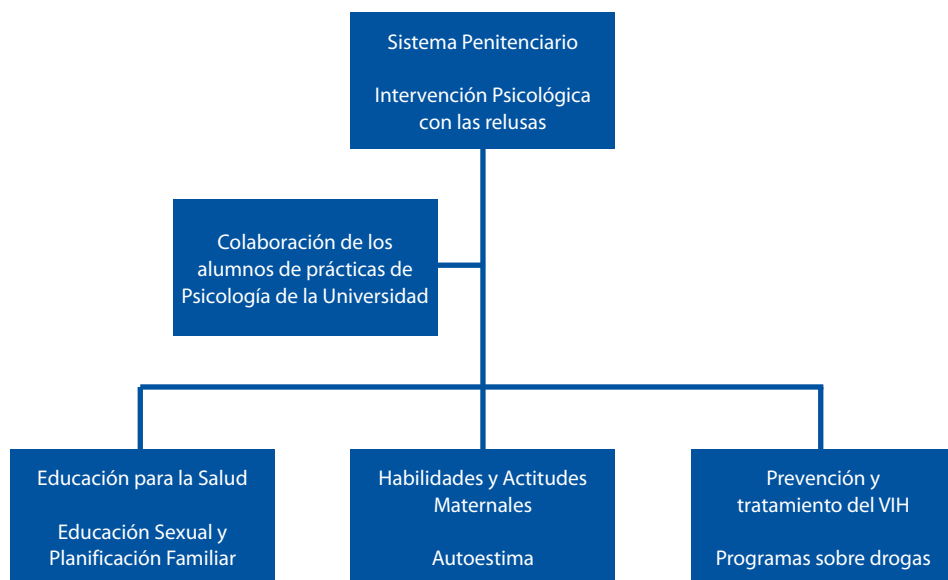 Sistema Penitenciario
Intervención Psicológica
con las relusas
Colaboración de los
alumnos de prácticas de
Psicología de la Universidad
Educación para la Salud
Educación Sexual y
Planificación Familiar
Habilidades y Actitudes
Maternales
Autoestima
Prevención y
tratamiento del VIH
Programas sobre drogas